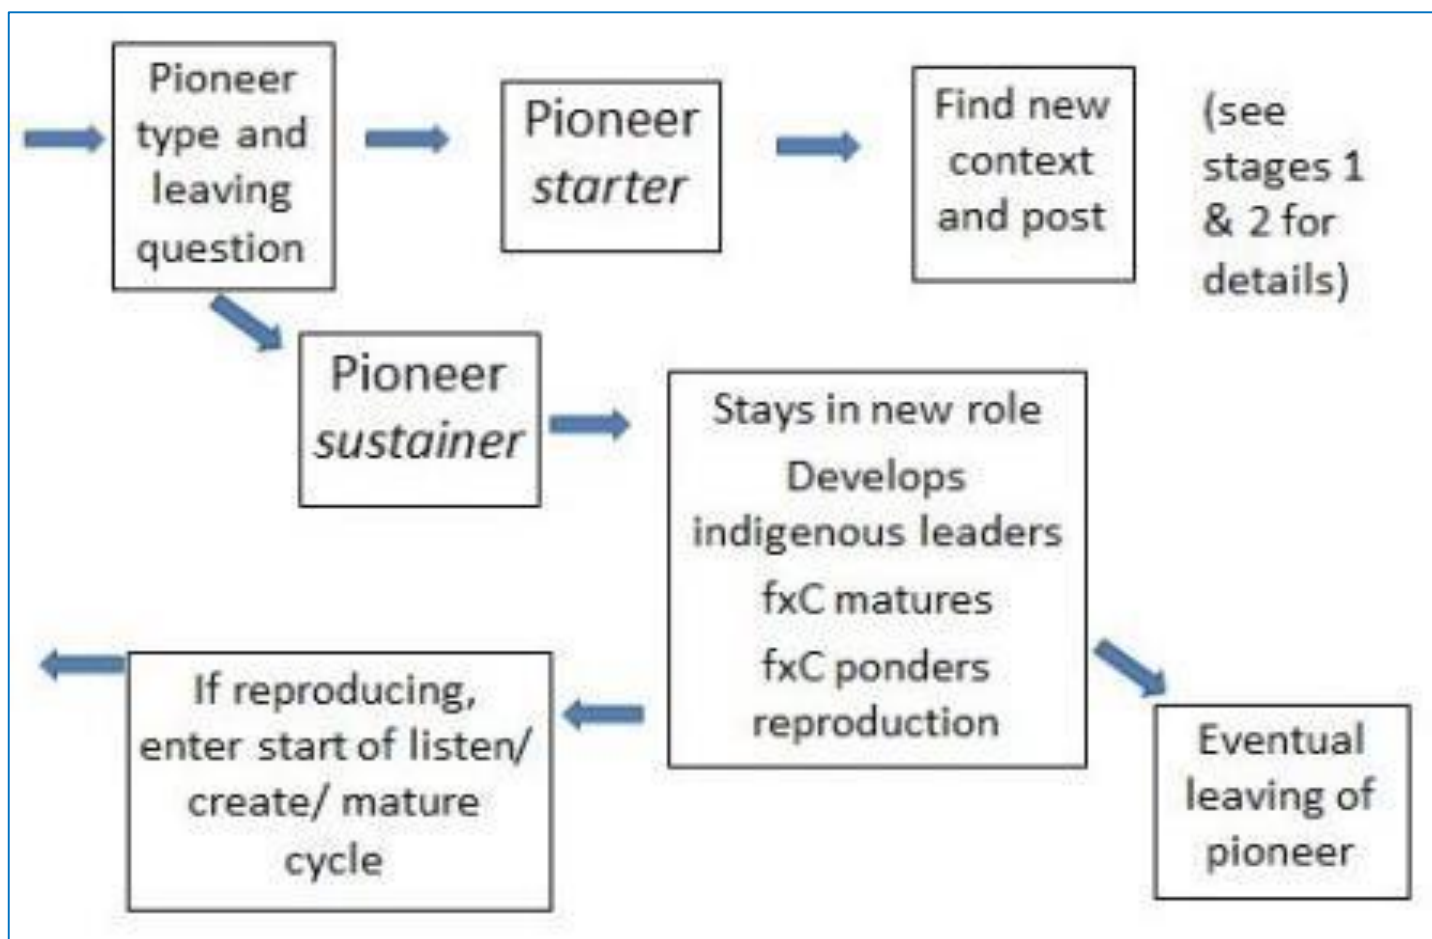 Pioneer
type and
leaving
question
Pioneer
starter
Find new
context
and post
(see
stages 1
& 2 for
details)
Pioneer
sustainer
Stays in new role
Develops
indigenous leaders
fxC matures
fxC ponders
reproduction
If reproducing,
enter start of listen/
create/ mature
cycle
Eventual
leaving of
pioneer